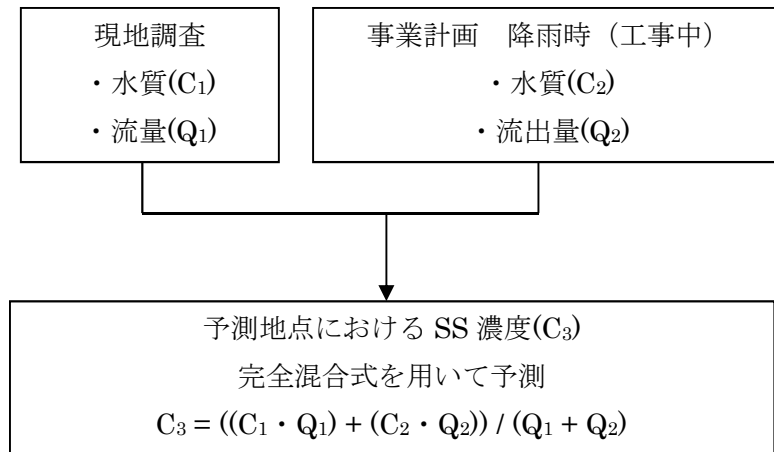 現地調査
・水質(C₁)
・流量(Q₁)
事業計画　降雨時（工事中）
・水質(C₂)
・流出量(Q₂)
予測地点における SS 濃度(C₃)
完全混合式を用いて予測
C₃ = ((C₁・Q₁) + (C₂・Q₂)) / (Q₁ + Q₂)